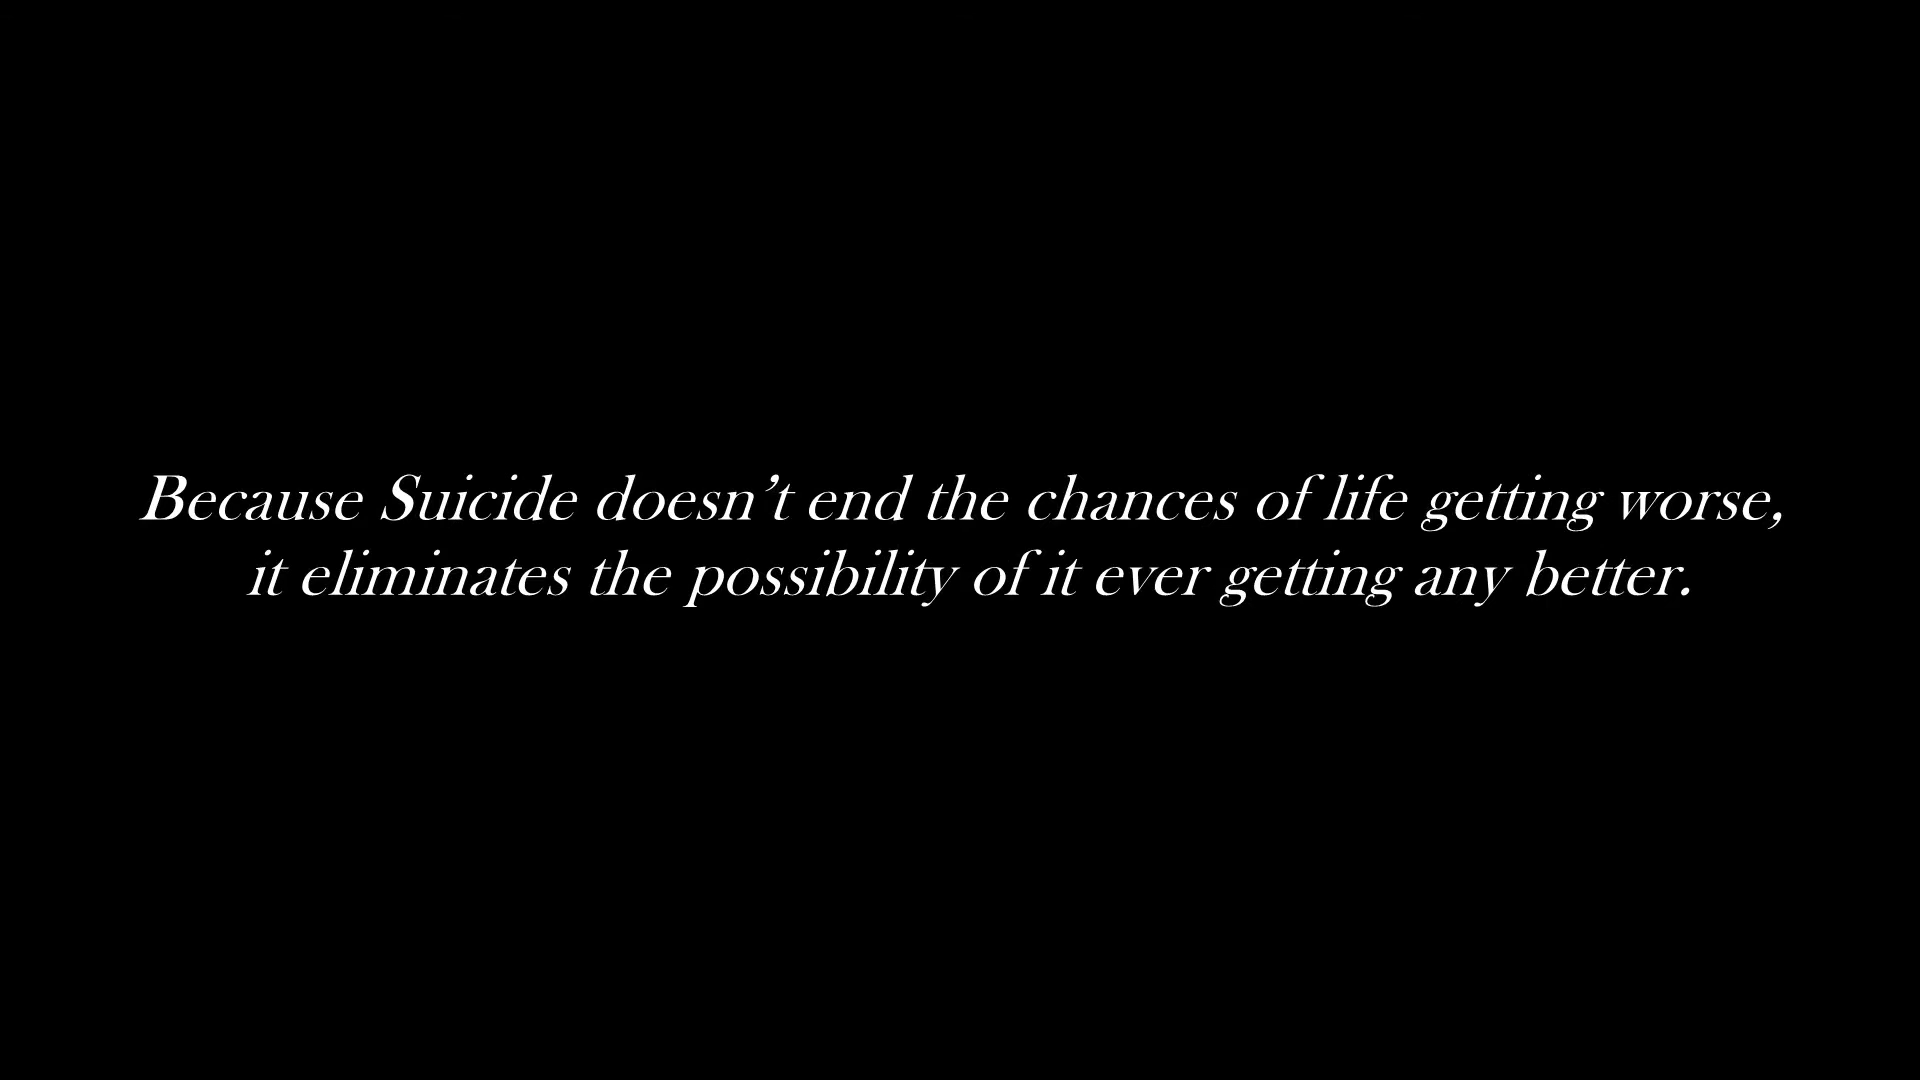 Because Suicide doesn’t end the chances of life getting worse,
it eliminates the possibility of it ever getting any better.